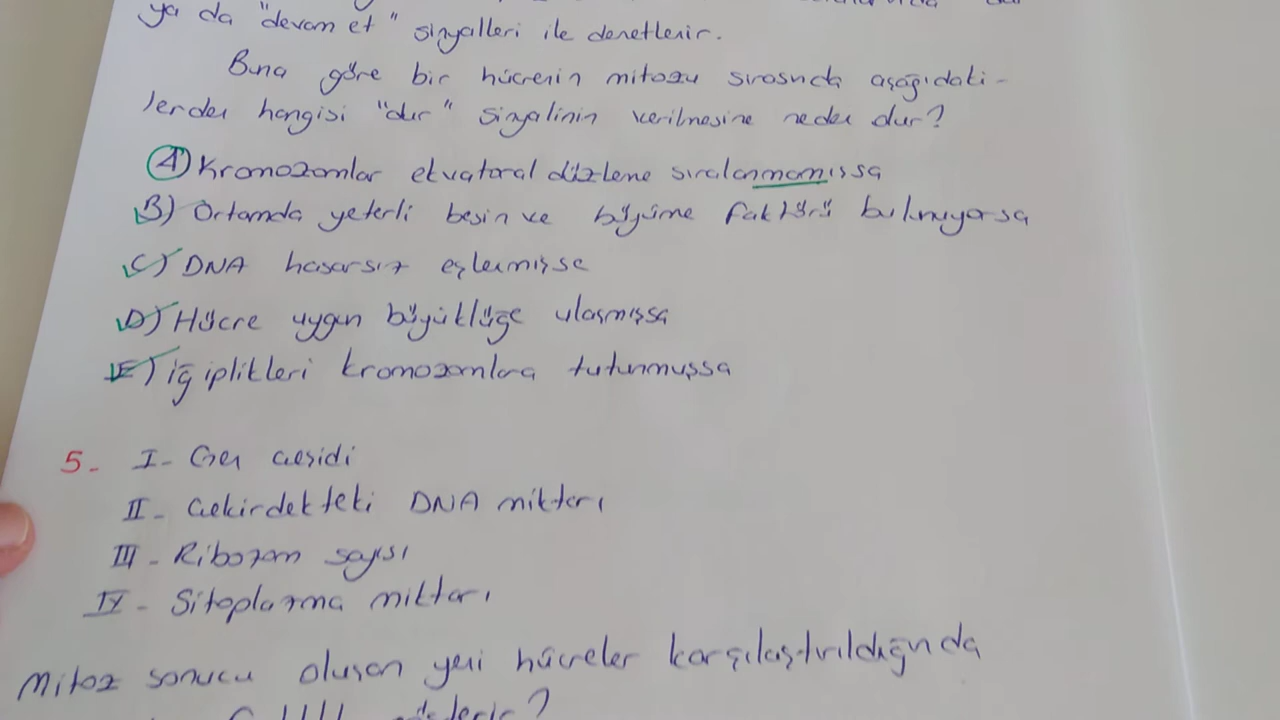 ya da "devam et" sinyalleri ile denetlenir.
Buna göre bir hücrenin mitozu sırasında aşağıdaki-
lerden hangisi "dur" sinyalinin verilmesine neden olur?
A) Kromozomlar ekvatoral düzleme sıralanmamışsa
B) Ortamda yeterli besin ve büyüme faktörü bulunuyorsa
C) DNA hasarsız eşlenmişse
D) Hücre uygun büyüklüğe ulaşmışsa
E) İğ iplikleri kromozomlara tutunmuşsa
5- I- Gen çeşidi
II- Çekirdekteki DNA miktarı
III- Ribozom sayısı
IV- Sitoplazma miktarı
Mitoz sonucu oluşan yeni hücreler karşılaştırıldığında